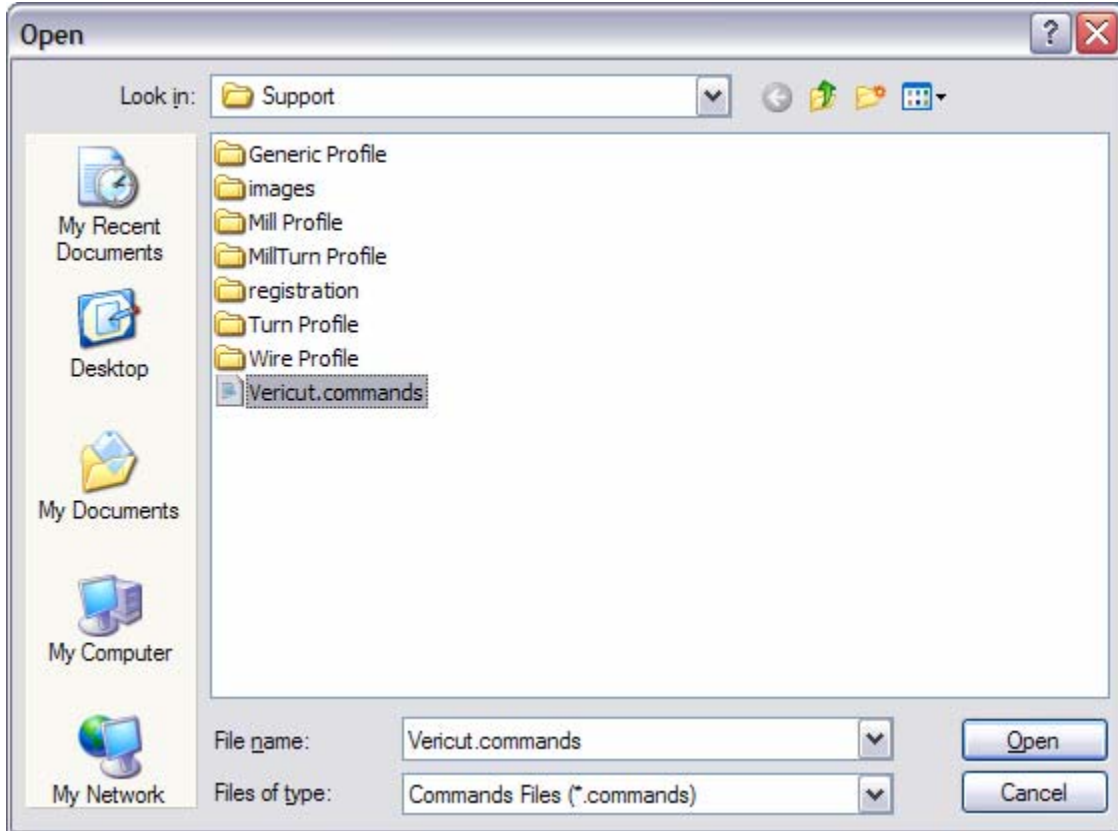 Open
?
Look in:
Support
My Recent
Documents
Desktop
My Documents
My Computer
My Network
Generic Profile
images
Mill Profile
MillTurn Profile
registration
Turn Profile
Wire Profile
Vericut.commands
File name:
Vericut.commands
Open
Files of type:
Commands Files (*.commands)
Cancel